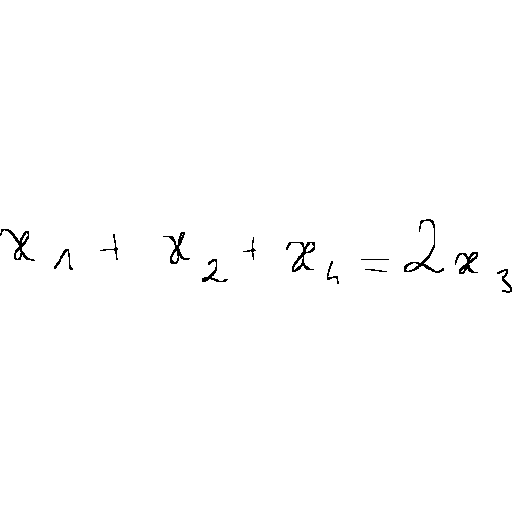 x₁ + x₂ + x₄ = 2x₃